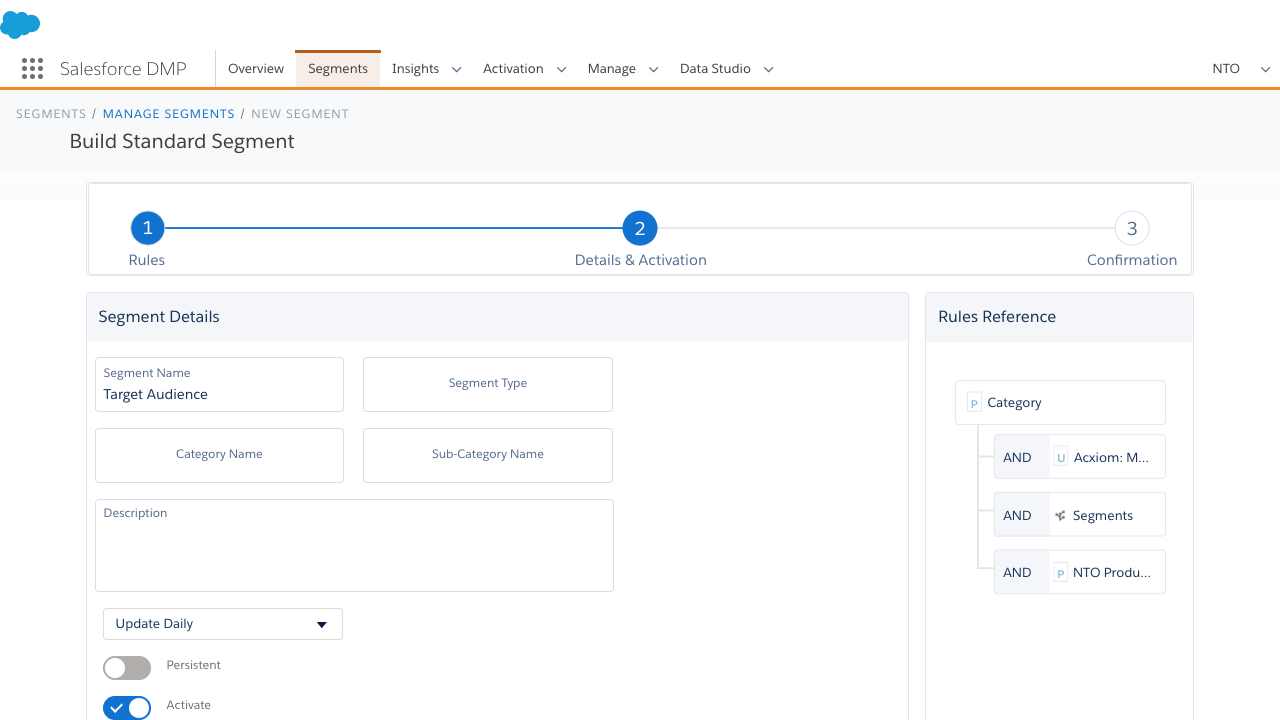 Salesforce DMP
Overview Segments Insights Activation Manage Data Studio NTO
SEGMENTS / MANAGE SEGMENTS / NEW SEGMENT
Build Standard Segment
1 2 3
Rules Details & Activation Confirmation
Segment Details
Segment Name
Target Audience
Segment Type
Category Name
Sub-Category Name
Description
Update Daily
Persistent
Activate
Rules Reference
P Category
AND U Acxiom: M...
AND Segments
AND P NTO Produ...